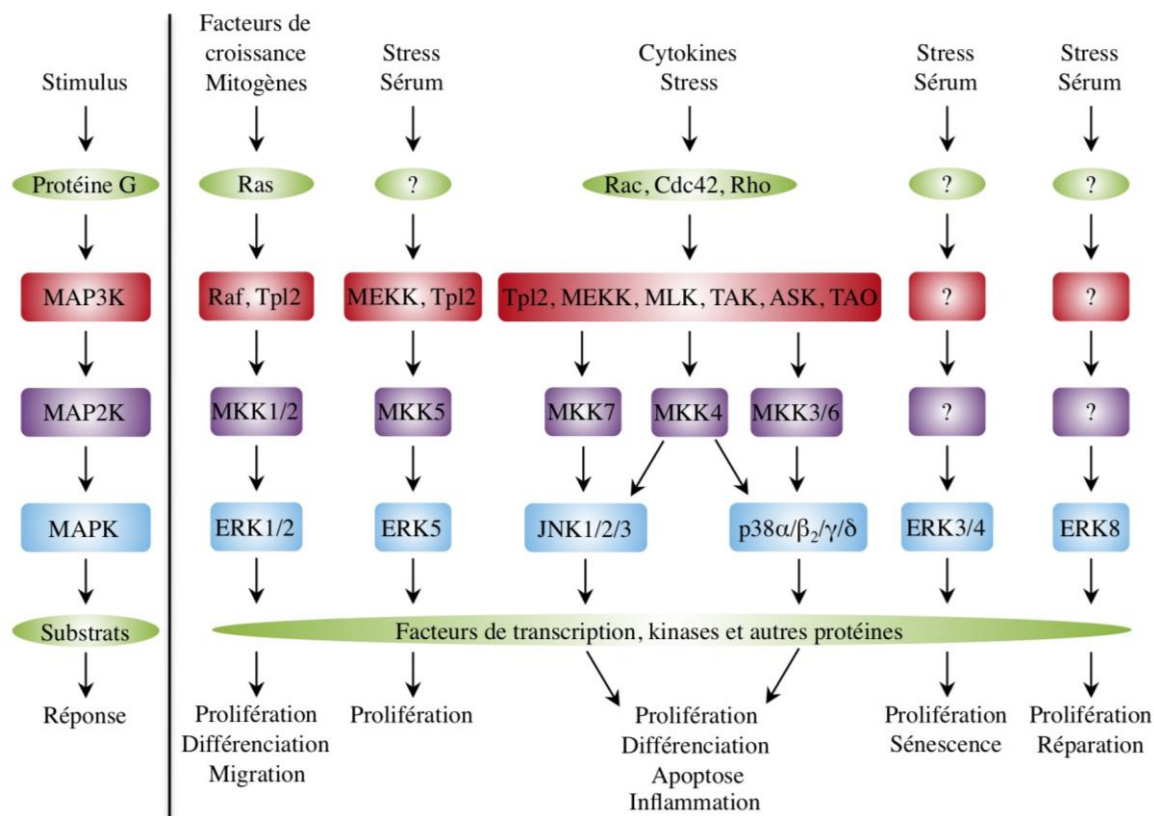 Stimulus
Protéine G
MAP3K
MAP2K
MAPK
Substrats
Réponse
Facteurs de
croissance
Mitogènes
Ras
Raf, Tpl2
MKK1/2
ERK1/2
Prolifération
Différenciation
Migration
Stress
Sérum
?
MEKK, Tpl2
MKK5
ERK5
Prolifération
Cytokines
Stress
Rac, Cdc42, Rho
Tpl2, MEKK, MLK, TAK, ASK, TAO
MKK7
MKK4
MKK3/6
JNK1/2/3
p38α/β₂/γ/δ
Facteurs de transcription, kinases et autres protéines
Prolifération
Différenciation
Apoptose
Inflammation
Stress
Sérum
?
?
?
ERK3/4
Prolifération
Sénescence
Stress
Sérum
?
?
?
ERK8
Prolifération
Réparation